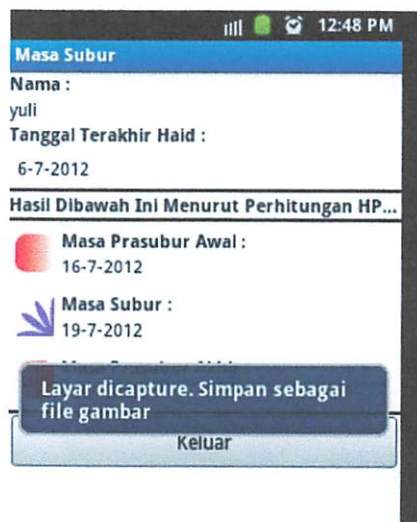 12:48 PM
Masa Subur
Nama :
yuli
Tanggal Terakhir Haid :
6-7-2012
Hasil Dibawah Ini Menurut Perhitungan HP...
Masa Prasubur Awal :
16-7-2012
Masa Subur :
19-7-2012
Layar dicapture. Simpan sebagai
file gambar
Keluar